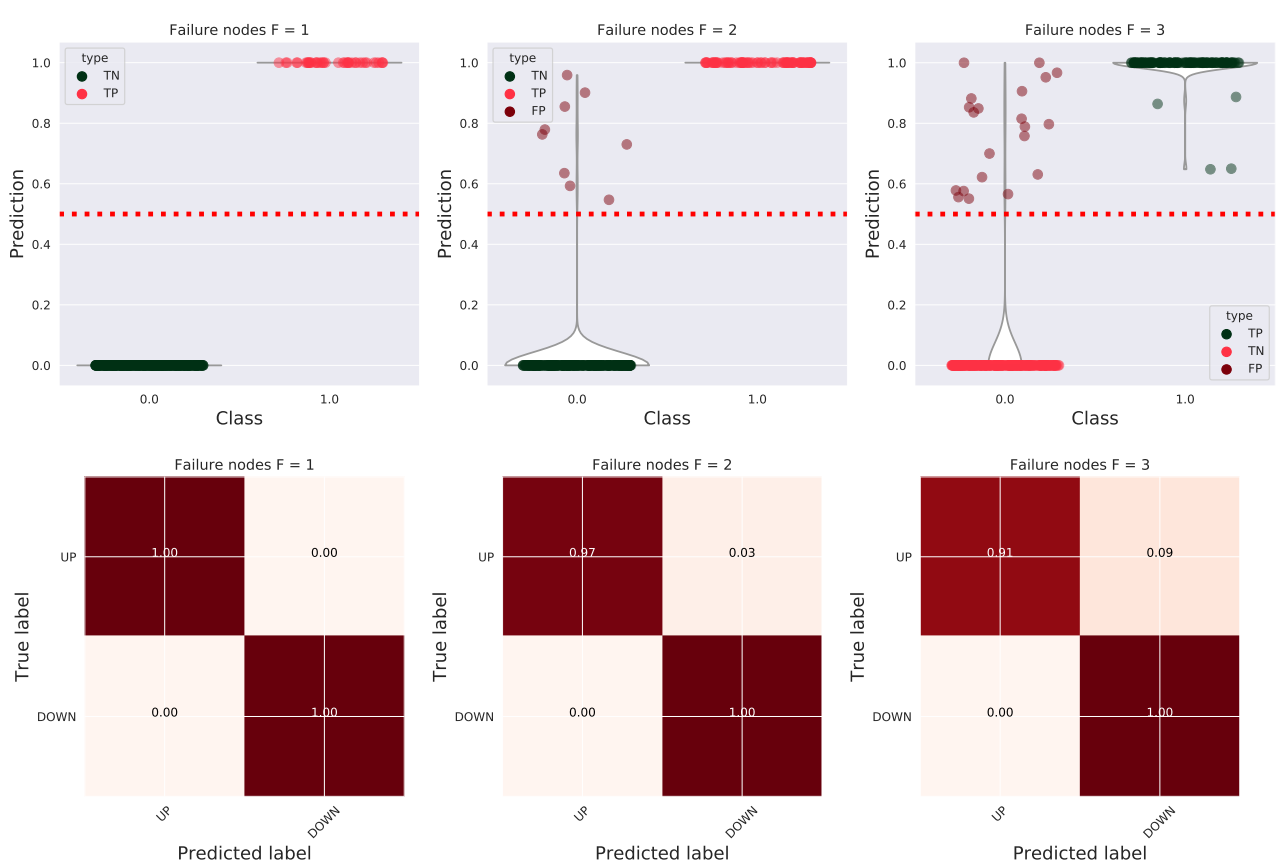 Failure nodes F = 1
type
TN
TP
1.0
0.8
0.6
0.4
0.2
0.0
Prediction
0.0
1.0
Class
Failure nodes F = 2
type
TN
TP
FP
1.0
0.8
0.6
0.4
0.2
0.0
Prediction
0.0
1.0
Class
Failure nodes F = 3
1.0
0.8
0.6
0.4
0.2
0.0
Prediction
type
TP
TN
FP
0.0
1.0
Class
Failure nodes F = 1
UP
1.00
0.00
True label
DOWN
0.00
1.00
UP
DOWN
Predicted label
Failure nodes F = 2
UP
0.97
0.03
True label
DOWN
0.00
1.00
UP
DOWN
Predicted label
Failure nodes F = 3
UP
0.91
0.09
True label
DOWN
0.00
1.00
UP
DOWN
Predicted label